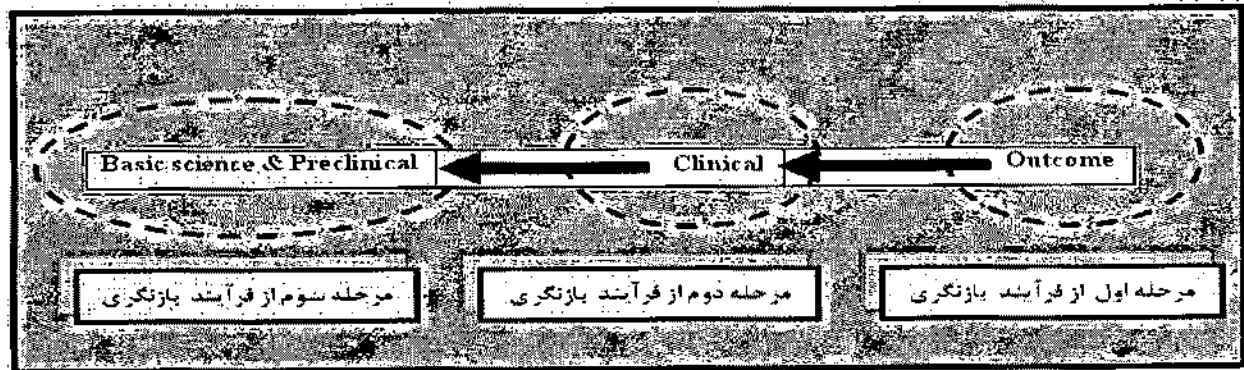 Basic science & Preclinical
Clinical
Outcome
مرحله سوم از فرآیند بازنگری
مرحله دوم از فرآیند بازنگری
مرحله اول از فرآیند بازنگری